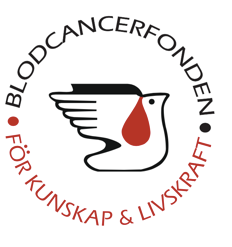 BLODCANCERFONDEN
FÖR KUNSKAP & LIVSKRAFT